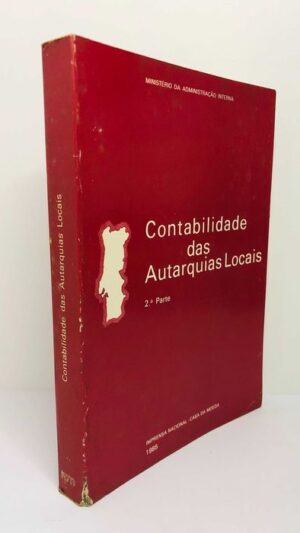 MINISTÉRIO DA ADMINISTRAÇÃO INTERNA
Contabilidade
das
Autarquias Locais
2.ª Parte
IMPRENSA NACIONAL - CASA DA MOEDA
1985
Contabilidade das Autarquias Locais